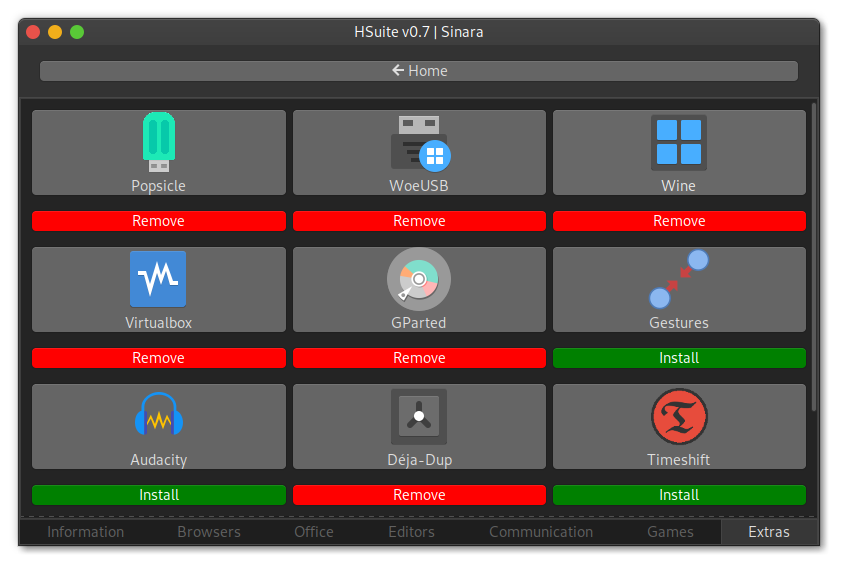 HSuite v0.7 | Sinara
← Home
Popsicle WoeUSB Wine
Remove Remove Remove
Virtualbox GParted Gestures
Remove Remove Install
Audacity Déja-Dup Timeshift
Install Remove Install
Information Browsers Office Editors Communication Games Extras